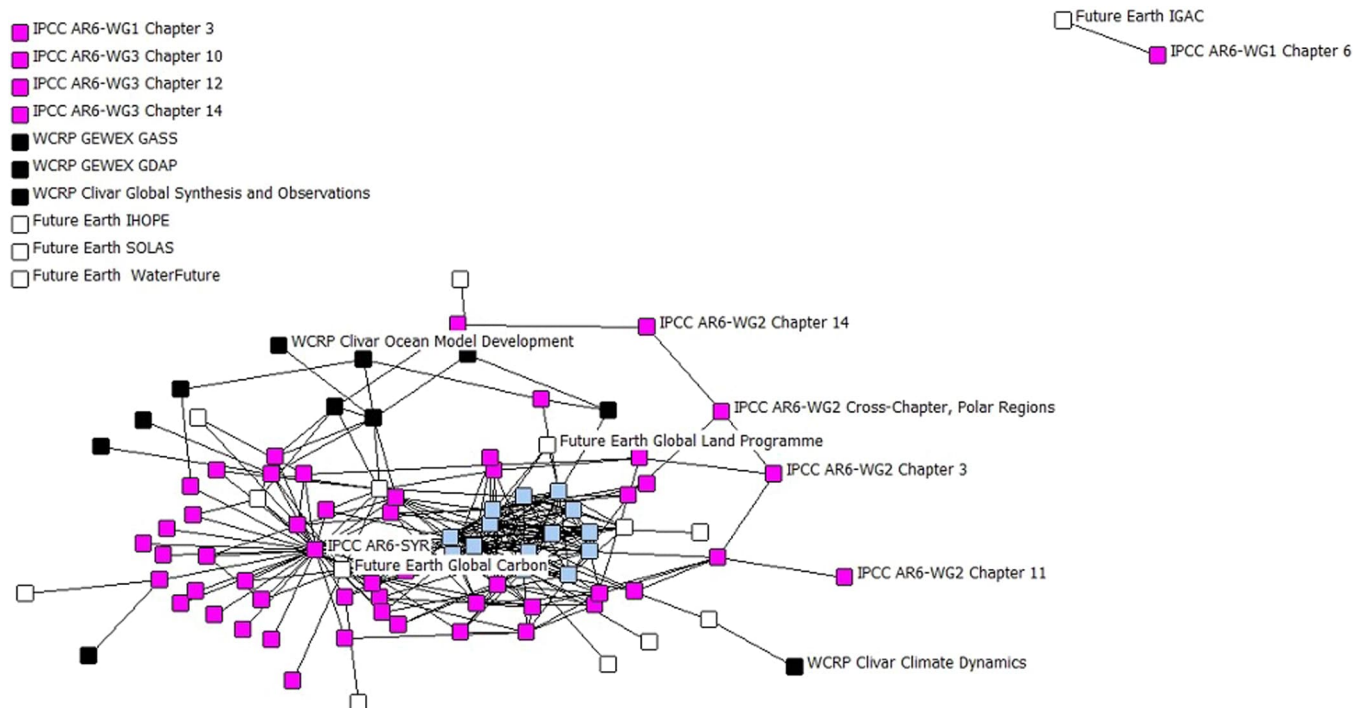 IPCC AR6-WG1 Chapter 3
IPCC AR6-WG3 Chapter 10
IPCC AR6-WG3 Chapter 12
IPCC AR6-WG3 Chapter 14
WCRP GEWEX GASS
WCRP GEWEX GDAP
WCRP Clivar Global Synthesis and Observations
Future Earth IHOPE
Future Earth SOLAS
Future Earth  WaterFuture
Future Earth IGAC
IPCC AR6-WG1 Chapter 6
IPCC AR6-WG2 Chapter 14
WCRP Clivar Ocean Model Development
IPCC AR6-WG2 Cross-Chapter, Polar Regions
Future Earth Global Land Programme
IPCC AR6-WG2 Chapter 3
IPCC AR6-SYR
Future Earth Global Carbon
IPCC AR6-WG2 Chapter 11
WCRP Clivar Climate Dynamics